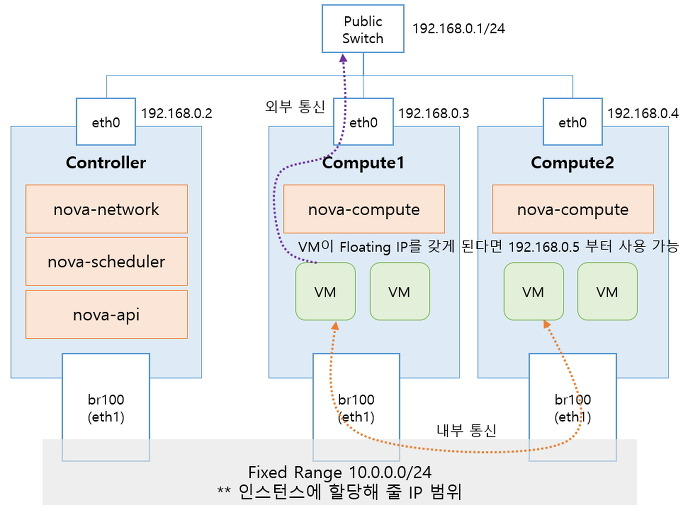 Public
Switch
192.168.0.1/24
외부 통신
eth0
192.168.0.2
eth0
192.168.0.3
eth0
192.168.0.4
Controller
Compute1
Compute2
nova-network
nova-scheduler
nova-api
nova-compute
nova-compute
VM이 Floating IP를 갖게 된다면 192.168.0.5 부터 사용 가능
VM
VM
VM
VM
br100
(eth1)
br100
(eth1)
br100
(eth1)
내부 통신
Fixed Range 10.0.0.0/24
** 인스턴스에 할당해 줄 IP 범위